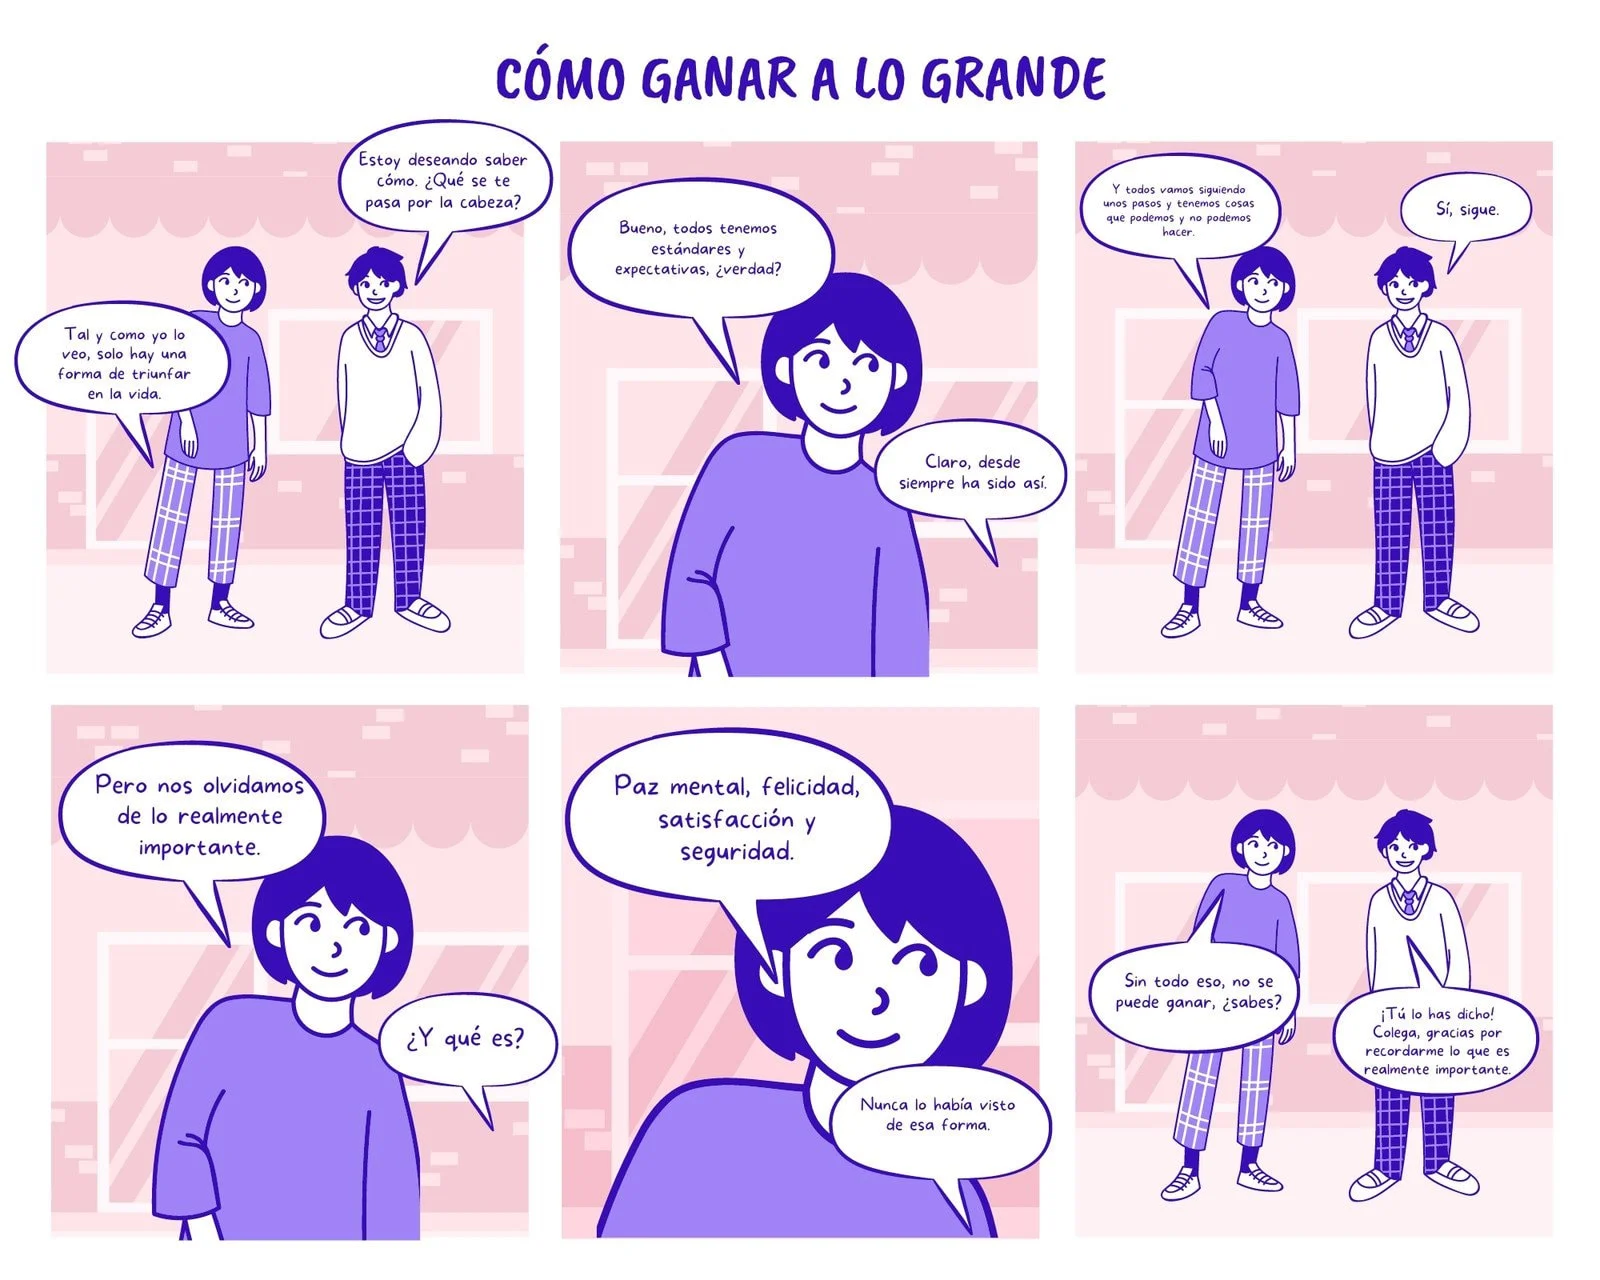 CÓMO GANAR A LO GRANDE
Tal y como yo lo
veo, solo hay una
forma de triunfar
en la vida.
Estoy deseando saber
cómo. ¿Qué se te
pasa por la cabeza?
Bueno, todos tenemos
estándares y
expectativas, ¿verdad?
Claro, desde
siempre ha sido así.
Y todos vamos siguiendo
unos pasos y tenemos cosas
que podemos y no podemos
hacer.
Sí, sigue.
Pero nos olvidamos
de lo realmente
importante.
¿Y qué es?
Paz mental, felicidad,
satisfacción y
seguridad.
Nunca lo había visto
de esa forma.
Sin todo eso, no se
puede ganar, ¿sabes?
¡Tú lo has dicho!
Colega, gracias por
recordarme lo que es
realmente importante.